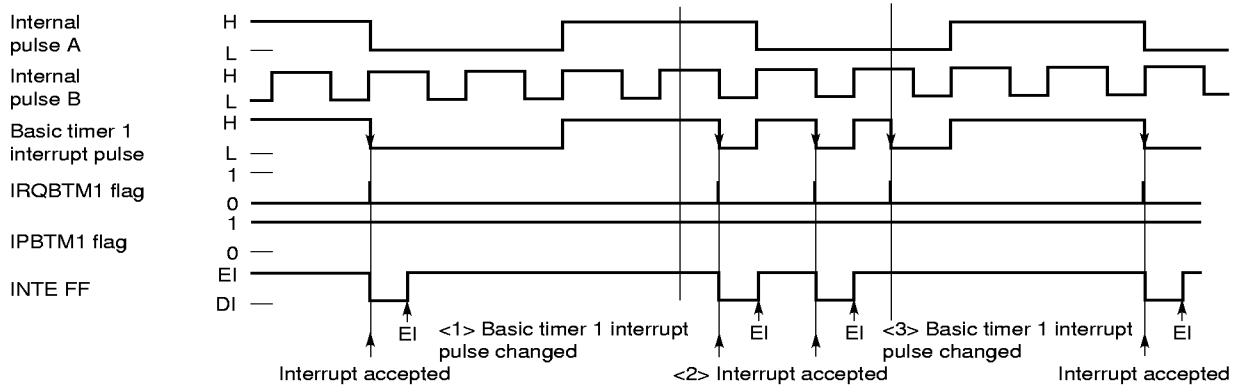 Internal
pulse A
H
L
Internal
pulse B
H
L
Basic timer 1
interrupt pulse
H
L
IRQBTM1 flag
1
0
IPBTM1 flag
1
0
INTE FF
EI
DI
EI
<1> Basic timer 1 interrupt
pulse changed
EI
EI
<3> Basic timer 1 interrupt
pulse changed
EI
Interrupt accepted
<2> Interrupt accepted
Interrupt accepted